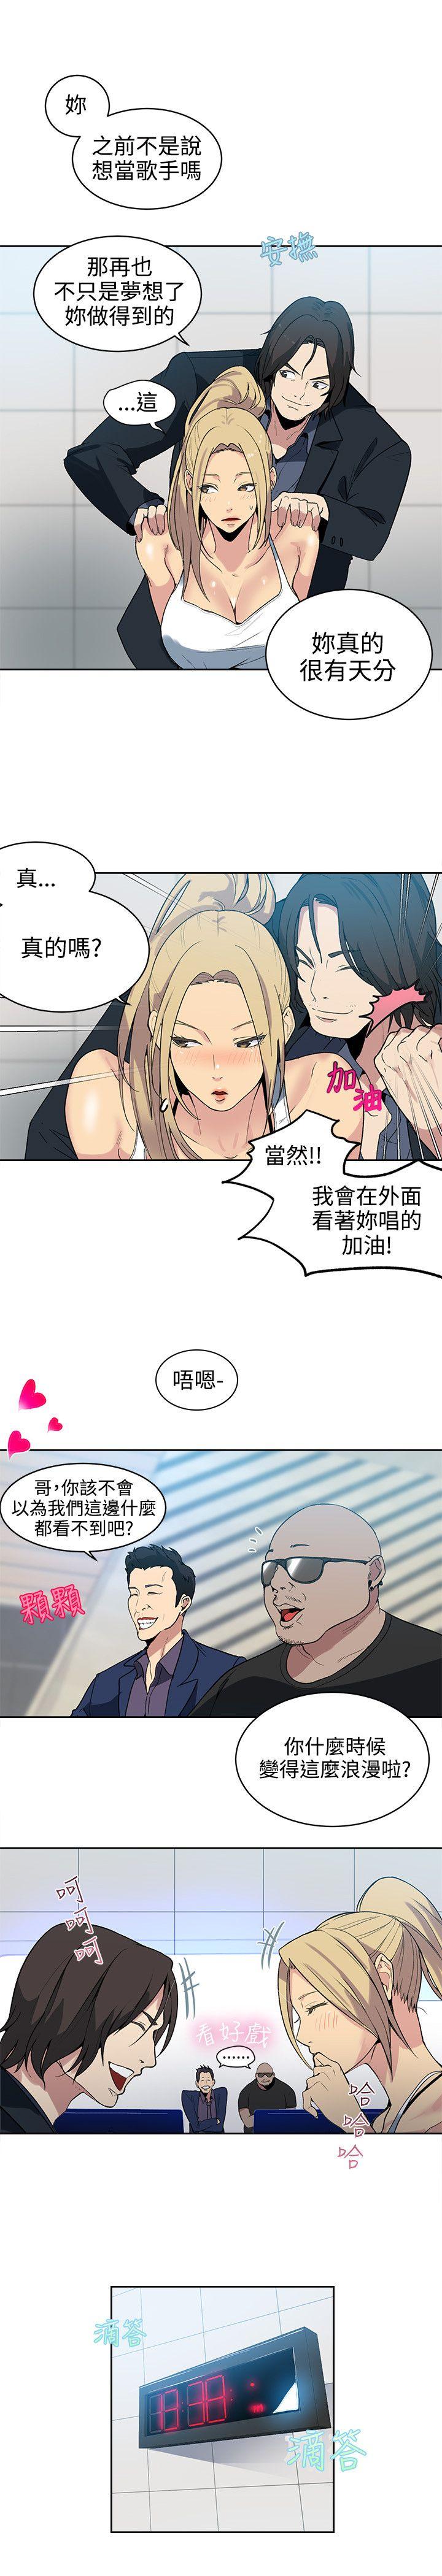 妳
之前不是說
想當歌手嗎
安撫
那再也
不只是夢想了
妳做得到的
...這
妳真的
很有天分
真...
真的嗎?
加油
當然!!
我會在外面
看著妳唱的
加油!
唔嗯-
哥,你該不會
以為我們這邊什麼
都看不到吧?
顆顆
你什麼時候
變得這麼浪漫啦?
呵
呵
呵
看好戲
......
哈
哈
哈
滴答
滴答